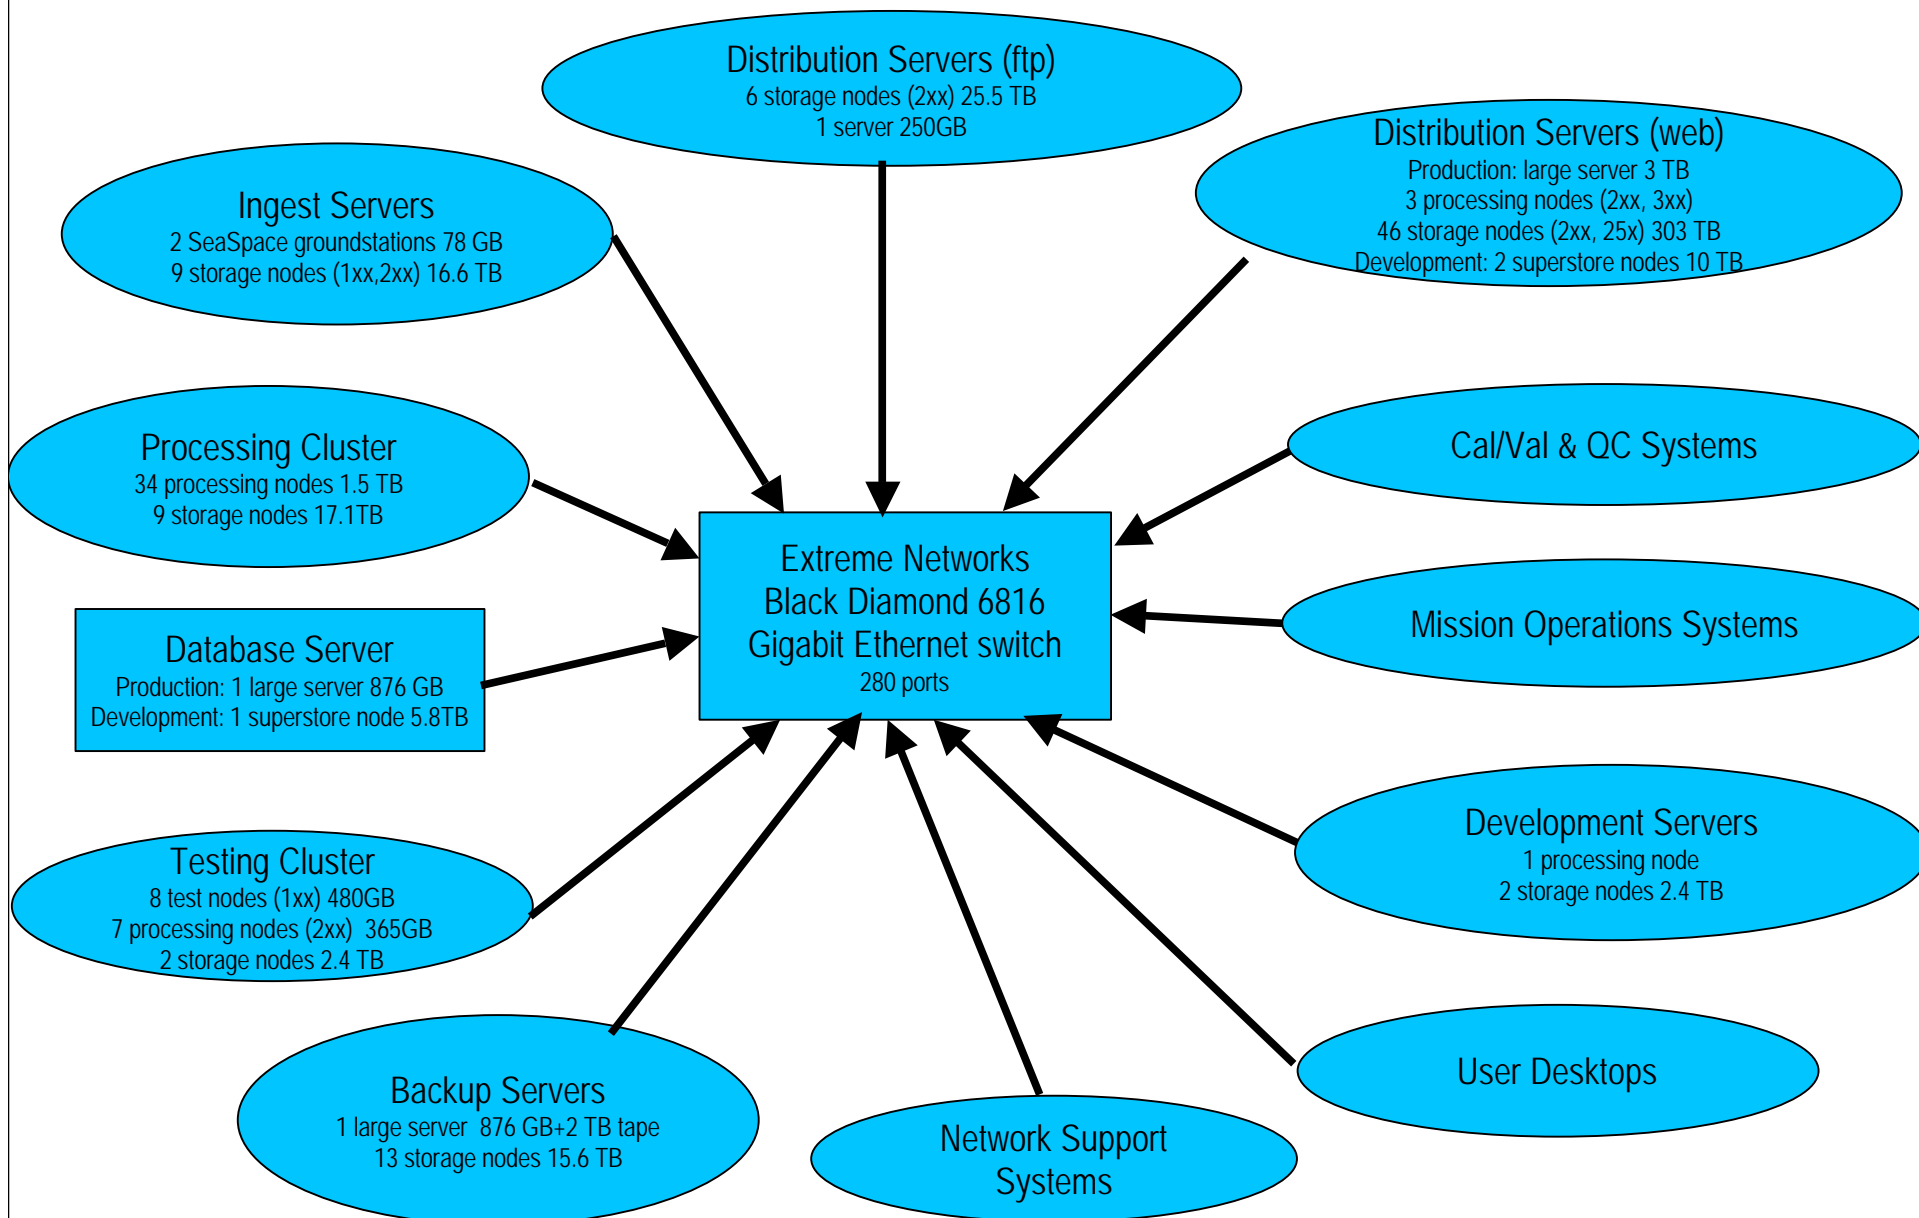 Distribution Servers (ftp)
6 storage nodes (2xx) 25.5 TB
1 server 250GB
Distribution Servers (web)
Production: large server 3 TB
3 processing nodes (2xx, 3xx)
46 storage nodes (2xx, 25x) 303 TB
Development: 2 superstore nodes 10 TB
Ingest Servers
2 SeaSpace groundstations 78 GB
9 storage nodes (1xx,2xx) 16.6 TB
Processing Cluster
34 processing nodes 1.5 TB
9 storage nodes 17.1TB
Cal/Val & QC Systems
Extreme Networks
Black Diamond 6816
Gigabit Ethernet switch
280 ports
Mission Operations Systems
Database Server
Production: 1 large server 876 GB
Development: 1 superstore node 5.8TB
Development Servers
1 processing node
2 storage nodes 2.4 TB
Testing Cluster
8 test nodes (1xx) 480GB
7 processing nodes (2xx)  365GB
2 storage nodes 2.4 TB
User Desktops
Backup Servers
1 large server  876 GB+2 TB tape
13 storage nodes 15.6 TB
Network Support
Systems